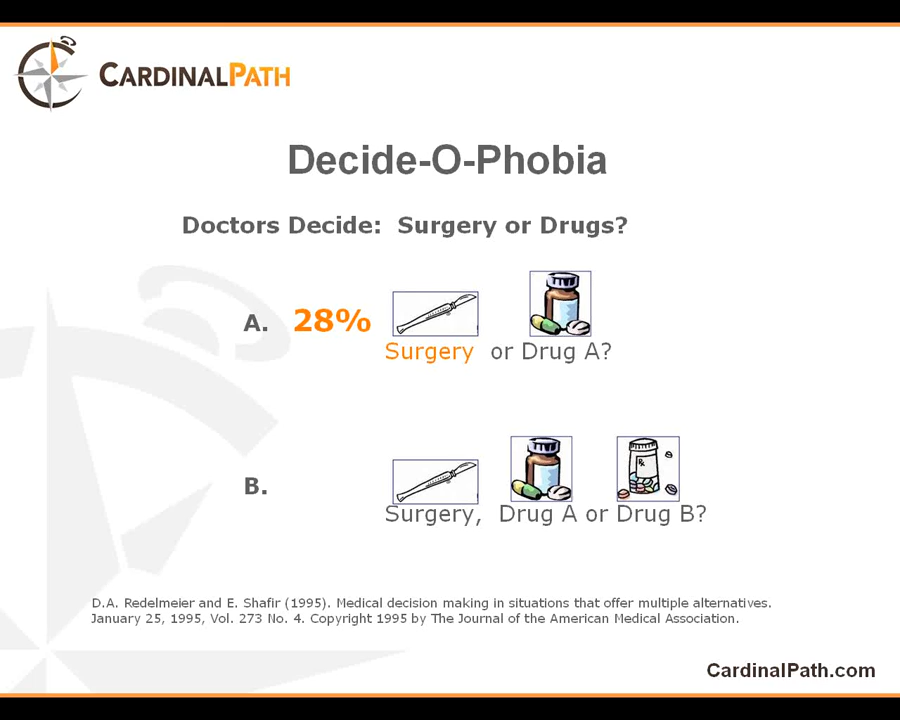 CARDINALPATH
Decide-O-Phobia
Doctors Decide: Surgery or Drugs?
A. 28%
Surgery or Drug A?
B.
Surgery, Drug A or Drug B?
D.A. Redelmeier and E. Shafir (1995). Medical decision making in situations that offer multiple alternatives.
January 25, 1995, Vol. 273 No. 4. Copyright 1995 by The Journal of the American Medical Association.
CardinalPath.com